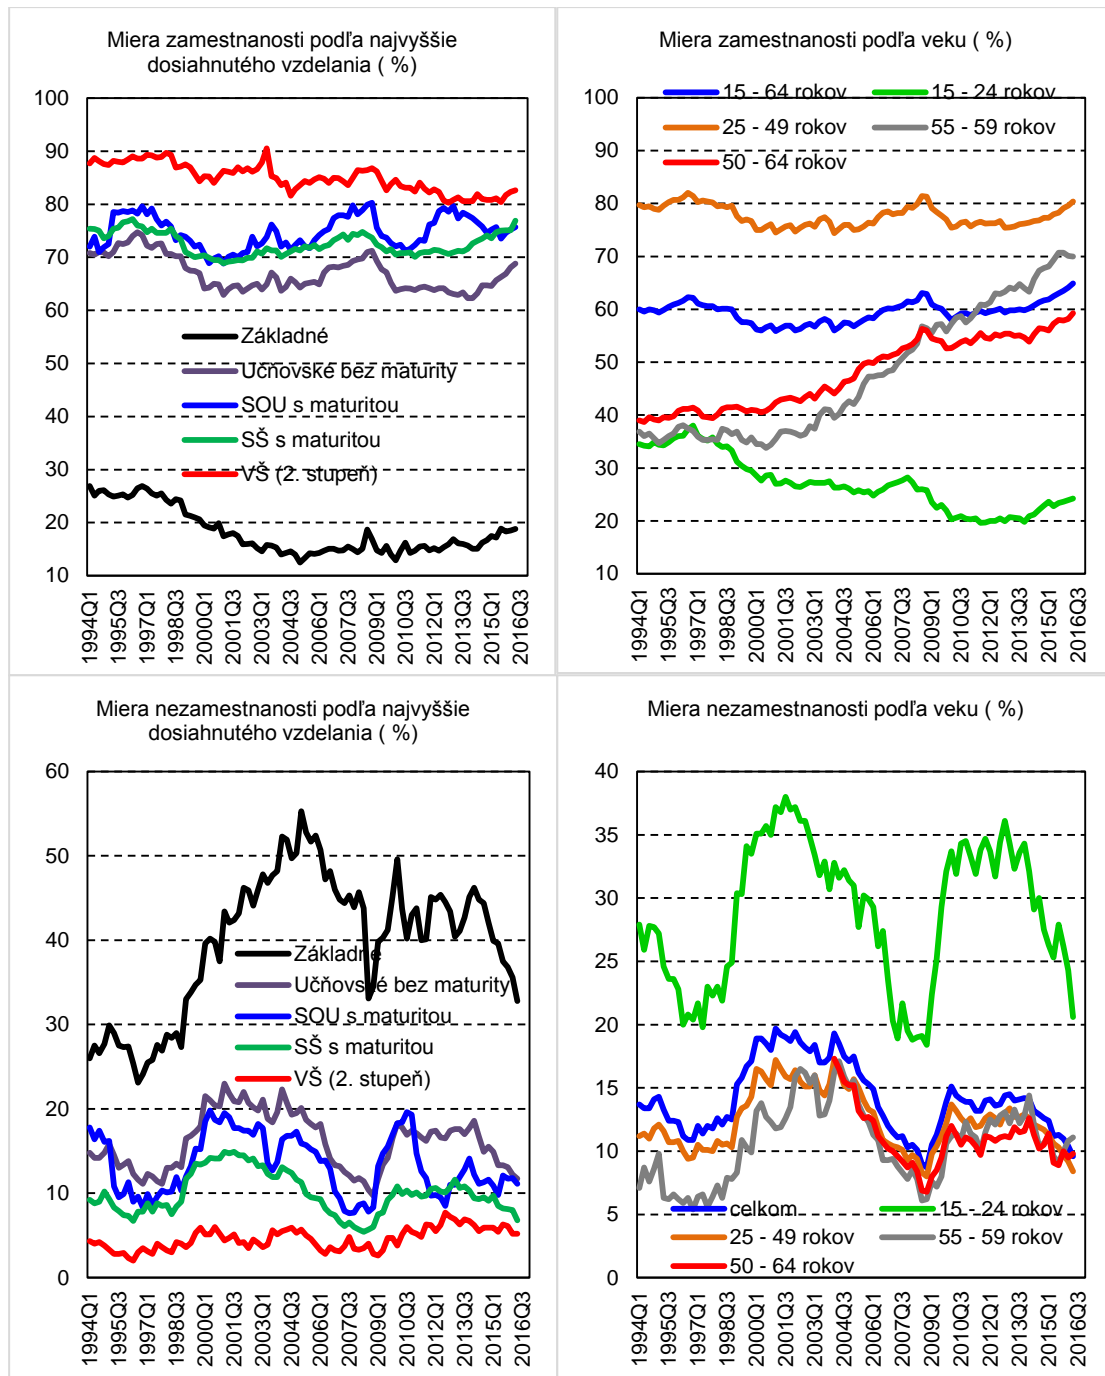 Miera zamestnanosti podľa najvyššie
dosiahnutého vzdelania ( %)
100
90
80
70
60
50
40
30
20
10
Základné
Učňovské bez maturity
SOU s maturitou
SŠ s maturitou
VŠ (2. stupeň)
1994Q1
1995Q3
1997Q1
1998Q3
2000Q1
2001Q3
2003Q1
2004Q3
2006Q1
2007Q3
2009Q1
2010Q3
2012Q1
2013Q3
2015Q1
2016Q3
Miera zamestnanosti podľa veku ( %)
15 - 64 rokov
15 - 24 rokov
25 - 49 rokov
55 - 59 rokov
50 - 64 rokov
100
90
80
70
60
50
40
30
20
10
1994Q1
1995Q3
1997Q1
1998Q3
2000Q1
2001Q3
2003Q1
2004Q3
2006Q1
2007Q3
2009Q1
2010Q3
2012Q1
2013Q3
2015Q1
2016Q3
Miera nezamestnanosti podľa najvyššie
dosiahnutého vzdelania ( %)
60
50
40
30
20
10
0
Základné
Učňovské bez maturity
SOU s maturitou
SŠ s maturitou
VŠ (2. stupeň)
1994Q1
1995Q3
1997Q1
1998Q3
2000Q1
2001Q3
2003Q1
2004Q3
2006Q1
2007Q3
2009Q1
2010Q3
2012Q1
2013Q3
2015Q1
2016Q3
Miera nezamestnanosti podľa veku ( %)
40
35
30
25
20
15
10
5
0
celkom
15 - 24 rokov
25 - 49 rokov
55 - 59 rokov
50 - 64 rokov
1994Q1
1995Q3
1997Q1
1998Q3
2000Q1
2001Q3
2003Q1
2004Q3
2006Q1
2007Q3
2009Q1
2010Q3
2012Q1
2013Q3
2015Q1
2016Q3